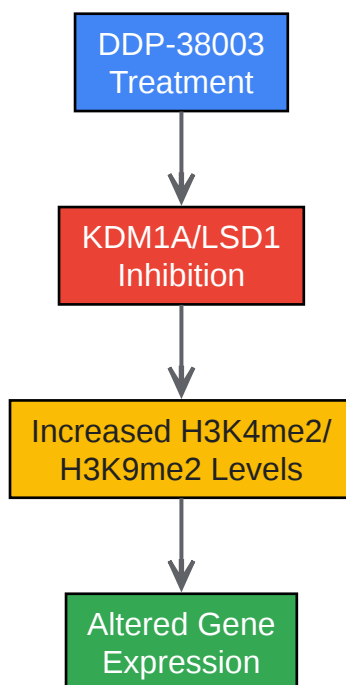 DDP-38003
Treatment
KDM1A/LSD1
Inhibition
Increased H3K4me2/
H3K9me2 Levels
Altered Gene
Expression